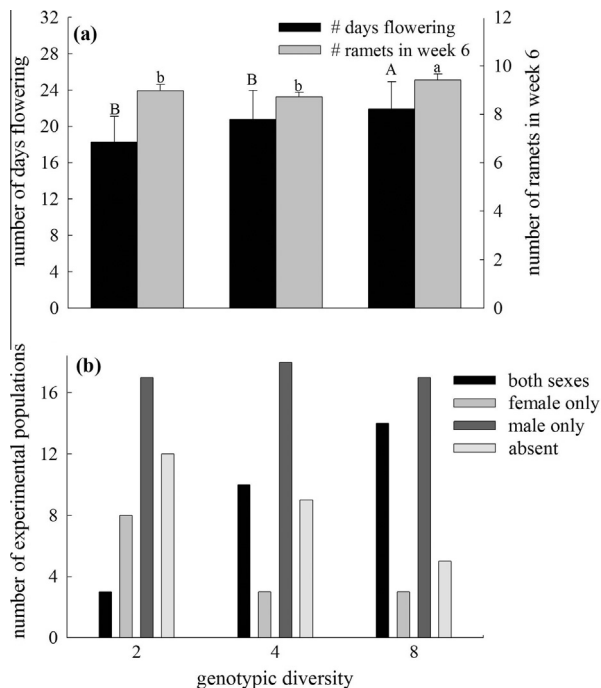 (a)
# days flowering
# ramets in week 6
32
28
24
20
16
12
8
4
0
number of days flowering
12
10
8
6
4
2
0
number of ramets in week 6
B
b
B
b
A
a
(b)
both sexes
female only
male only
absent
16
12
8
4
0
number of experimental populations
2
4
8
genotypic diversity